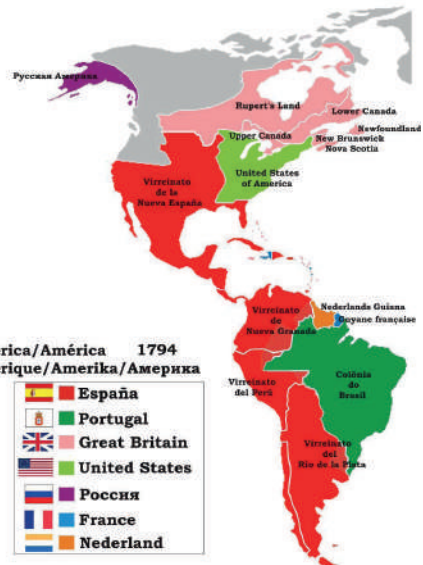 Русская Америка
Rupert's Land
Lower Canada
Newfoundland
Upper Canada
New Brunswick
Nova Scotia
United States
of America
Virreinato
de la
Nueva España
Nederlands Guiana
Guyane française
Virreinato
de
Nueva Granada
Colônia
do
Brasil
Virreinato
del Perú
Virreinato
del
Río de la Plata
erica/América 1794
érique/Amerika/Америка
España
Portugal
Great Britain
United States
Россия
France
Nederland